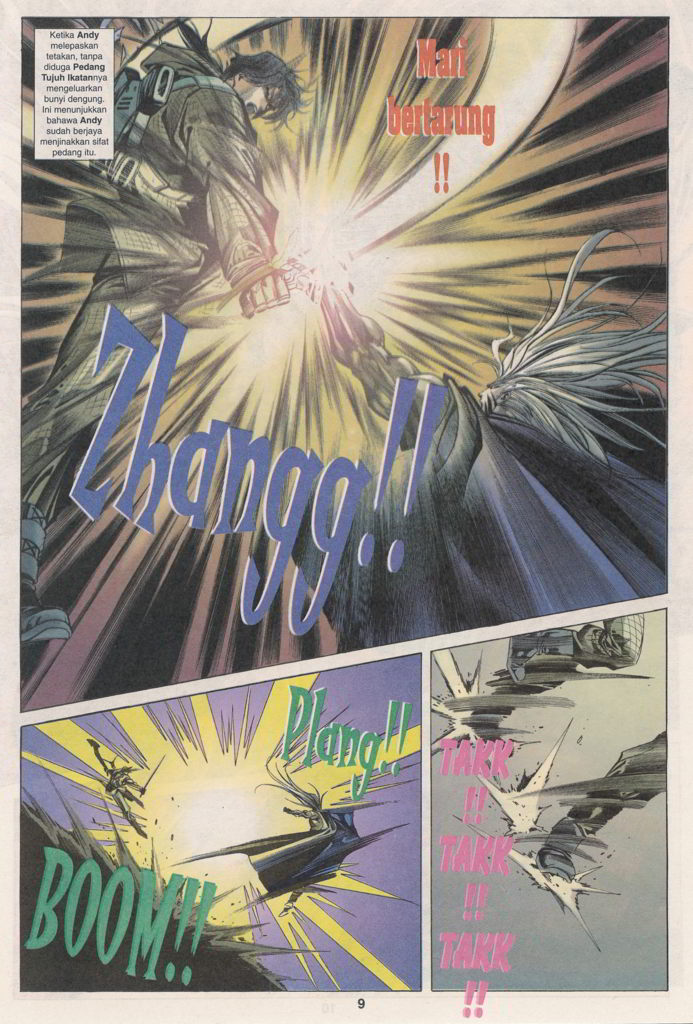 Ketika Andy
melepaskan
tetakan, tanpa
diduga Pedang
Tujuh Ikatannya
mengeluarkan
bunyi dengung.
Ini menunjukkan
bahawa Andy
sudah berjaya
menjinakkan sifat
pedang itu.
Mari
bertarung
!!
Zhangg!!
Plang!!
BOOM!!
TAKK
!!
TAKK
!!
TAKK
!!
9